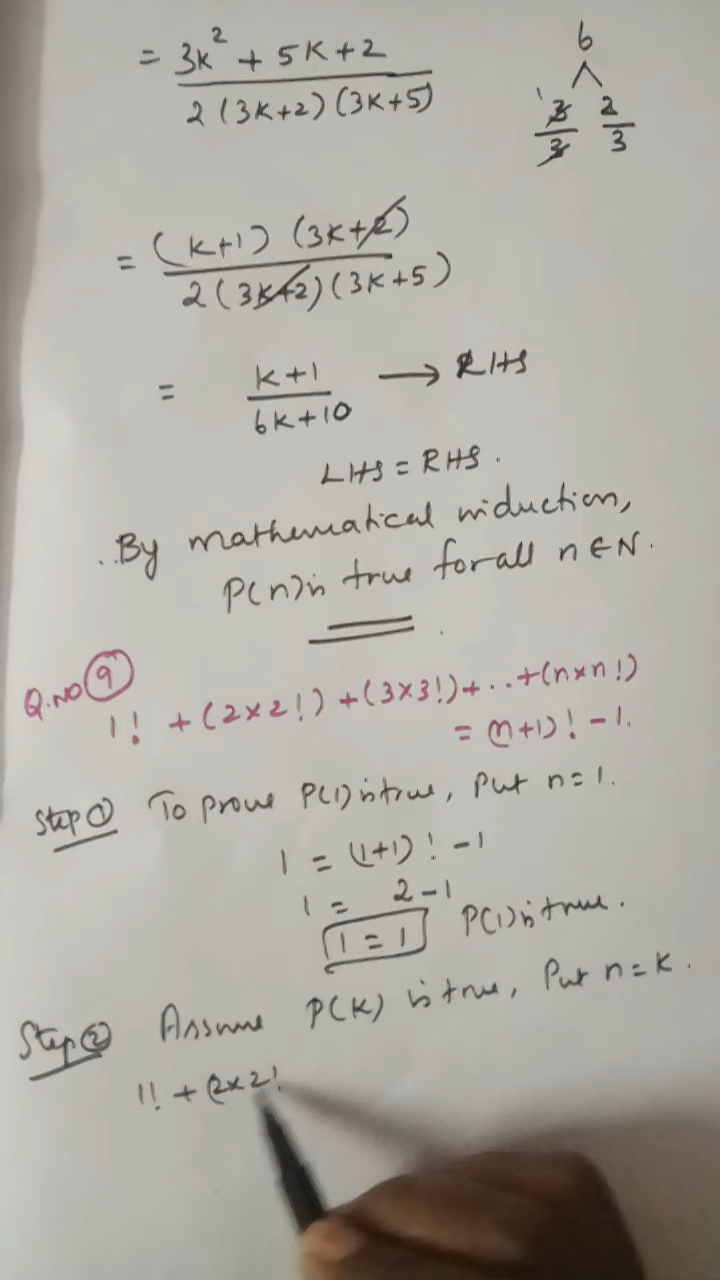 = 3k² + 5k + 2 / 2(3k+2)(3k+5)
6
1 3/3 2/3
= (k+1)(3k+2) / 2(3k+2)(3k+5)
= k+1 / 6k+10 → RHS
LHS = RHS.
By mathematical induction,
P(n) is true for all n ∈ N.
Q.NO 9
1! + (2×2!) + (3×3!) + .. + (n×n!)
= (n+1)! - 1.
Step ① To prove P(1) is true, Put n=1.
1 = (1+1)! - 1
1 = 2-1
1 = 1 P(1) is true.
Step ② Assume P(K) is true, Put n=k.
1! + (2×2!